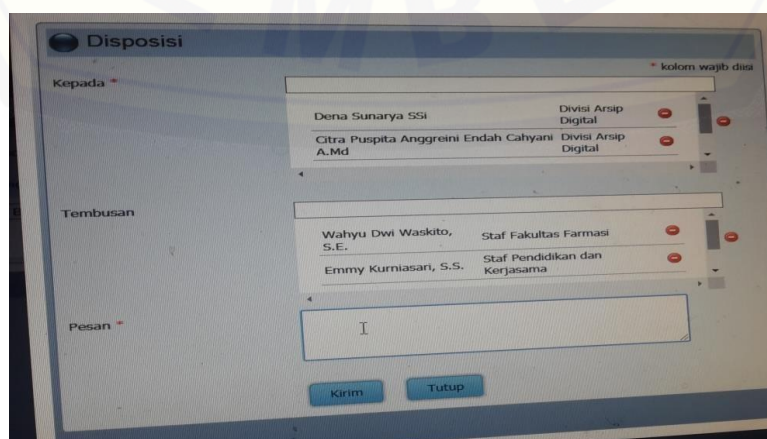 Disposisi
* kolom wajib diisi
Kepada *
Dena Sunarya SSi Divisi Arsip
Digital
Citra Puspita Anggreini Endah Cahyani Divisi Arsip
A.Md Digital
Tembusan
Wahyu Dwi Waskito, Staf Fakultas Farmasi
S.E.
Emmy Kurniasari, S.S. Staf Pendidikan dan
Kerjasama
Pesan *
Kirim Tutup